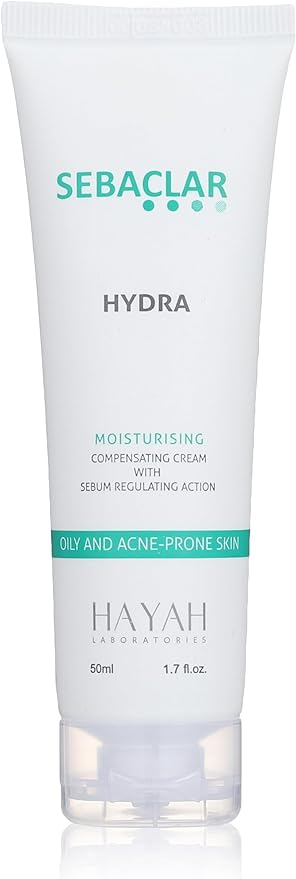 SEBACLAR
HYDRA
MOISTURISING
COMPENSATING CREAM
WITH
SEBUM REGULATING ACTION
OILY AND ACNE-PRONE SKIN
HAYAH
LABORATORIES
50ml 1.7 fl.oz.